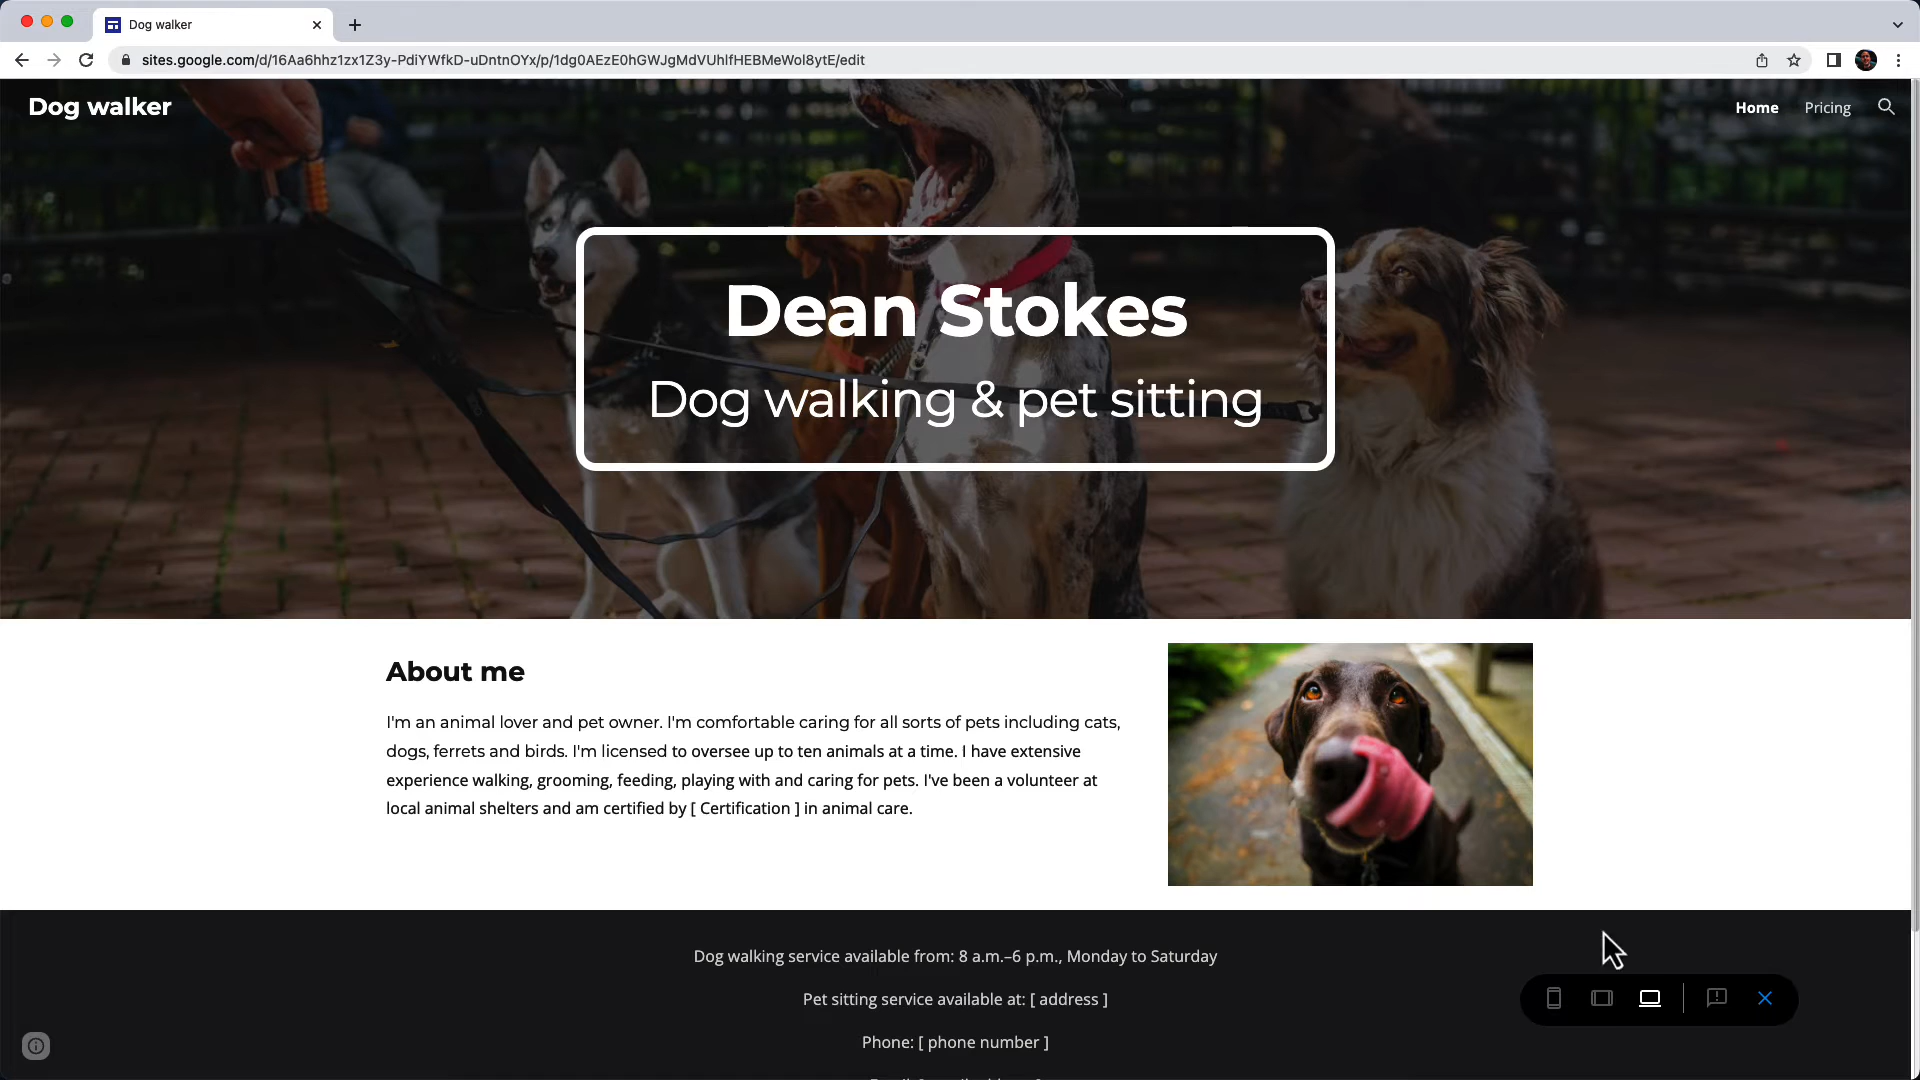 Dog walker
sites.google.com/d/16Aa6hhz1zx1Z3y-PdiYWfkD-uDntnOYx/p/1dg0AEzE0hGWJgMdVUhlfHEBMeWol8ytE/edit
Dog walker
Home
Pricing
Dean Stokes
Dog walking & pet sitting
About me
I'm an animal lover and pet owner. I'm comfortable caring for all sorts of pets including cats,
dogs, ferrets and birds. I'm licensed to oversee up to ten animals at a time. I have extensive
experience walking, grooming, feeding, playing with and caring for pets. I've been a volunteer at
local animal shelters and am certified by [ Certification ] in animal care.
Dog walking service available from: 8 a.m.–6 p.m., Monday to Saturday
Pet sitting service available at: [ address ]
Phone: [ phone number ]